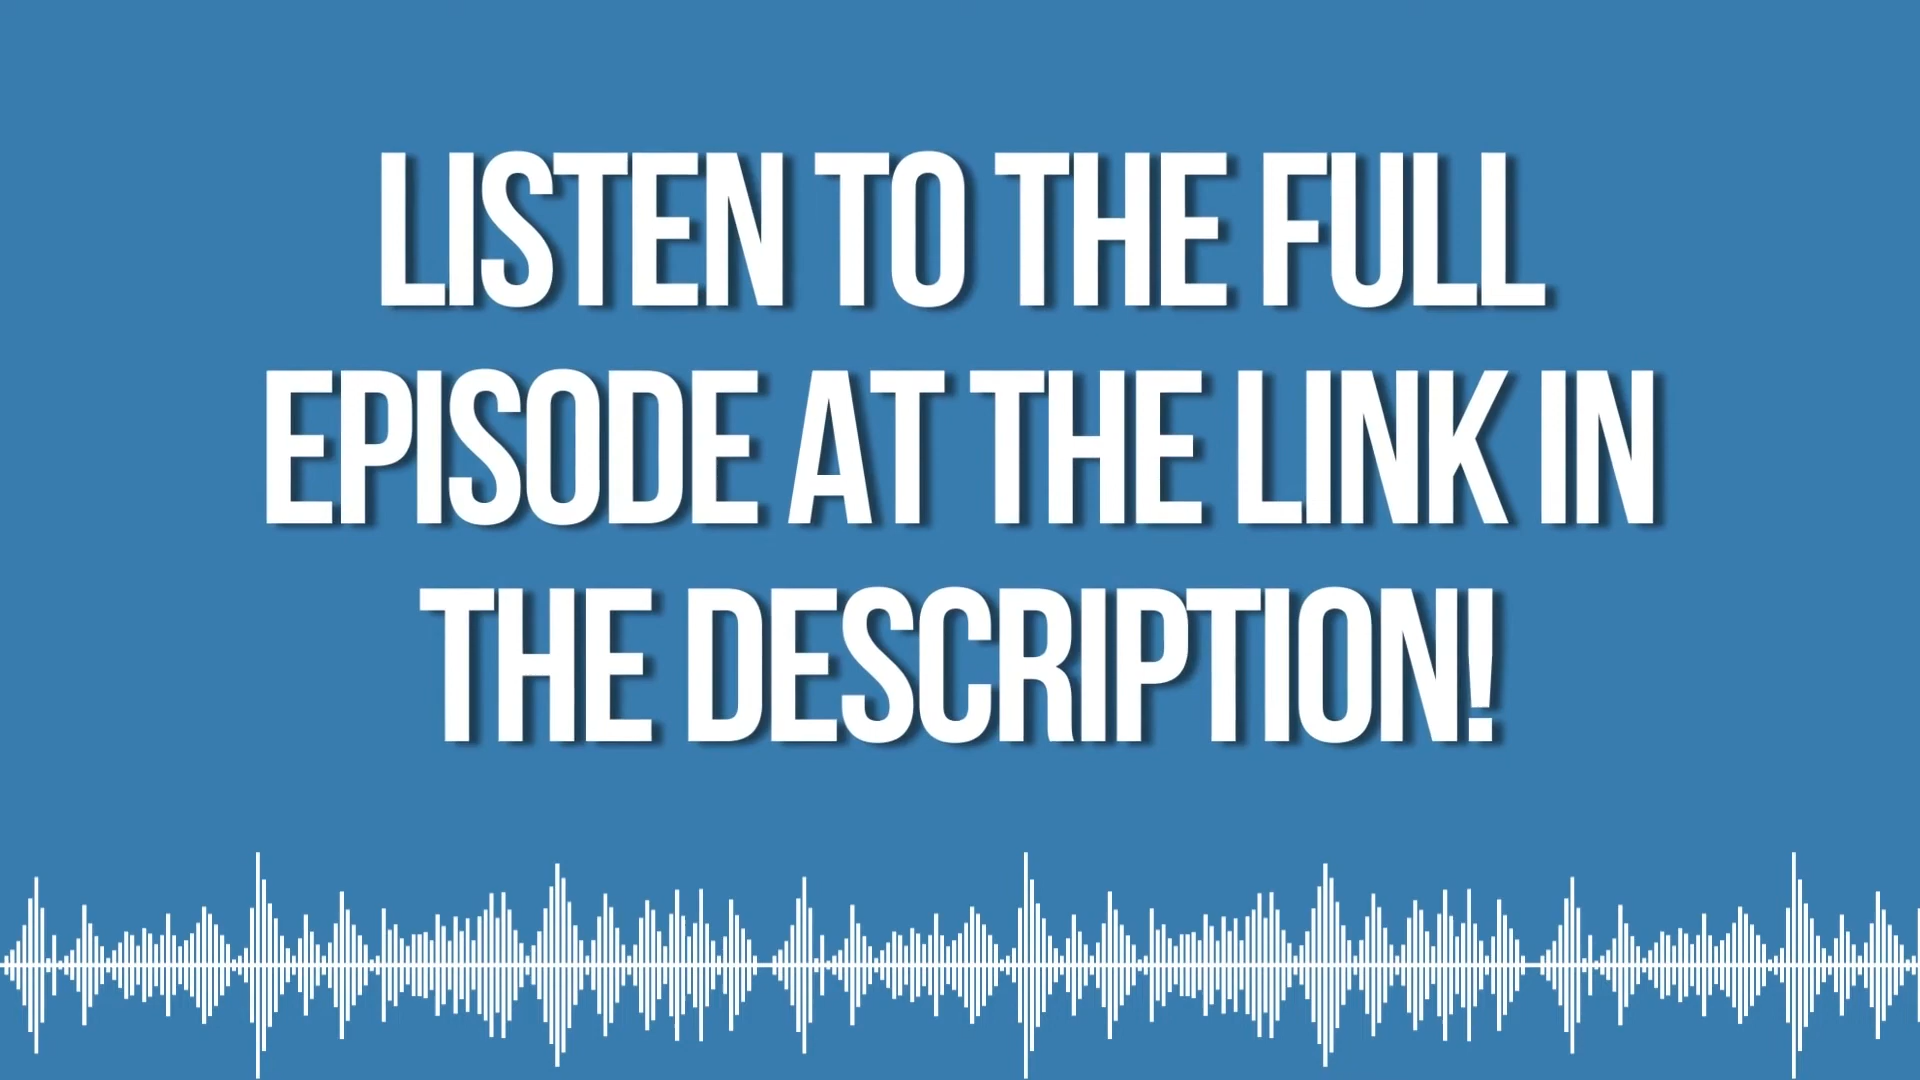 LISTEN TO THE FULL
EPISODE AT THE LINK IN
THE DESCRIPTION!